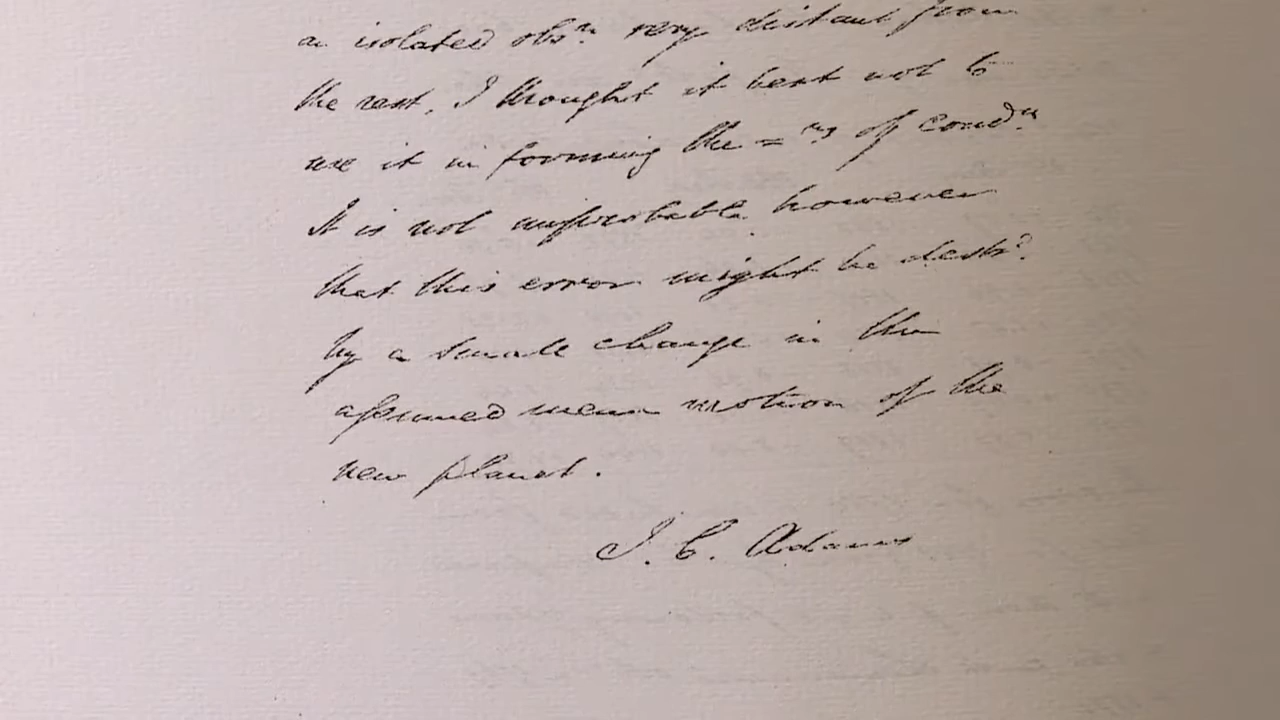 an isolated obsⁿ very distant from
the rest, I thought it best not to
use it in forming the =ⁿˢ of condⁿ.
It is not improbable however
that this error might be destᵈ.
by a small change in the
assumed mean motion of the
new planet.
J. C. Adams